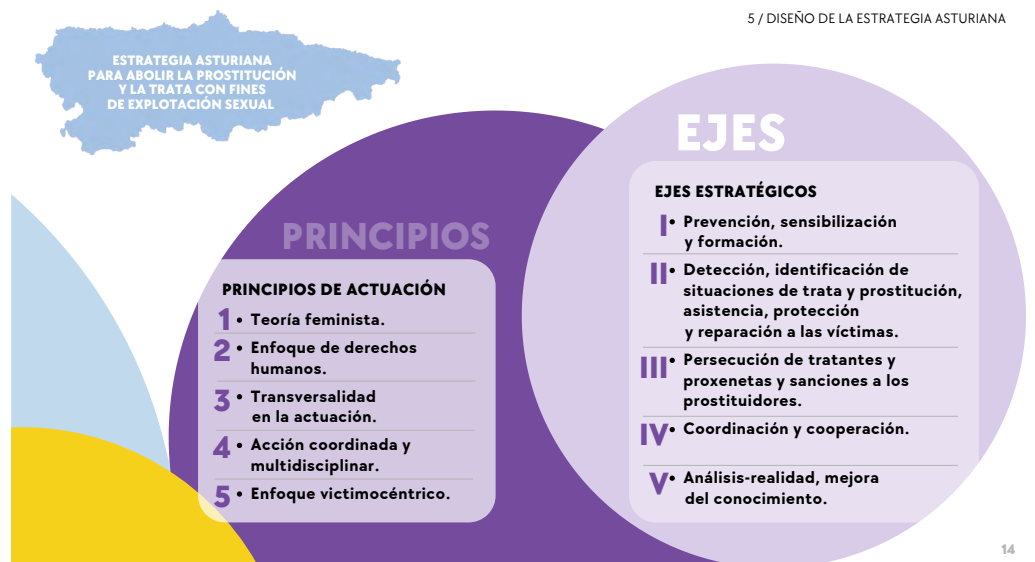 5 / DISEÑO DE LA ESTRATEGIA ASTURIANA
ESTRATEGIA ASTURIANA
PARA ABOLIR LA PROSTITUCIÓN
Y LA TRATA CON FINES
DE EXPLOTACIÓN SEXUAL
PRINCIPIOS
PRINCIPIOS DE ACTUACIÓN
1 • Teoría feminista.
2 • Enfoque de derechos
humanos.
3 • Transversalidad
en la actuación.
4 • Acción coordinada y
multidisciplinar.
5 • Enfoque victimocéntrico.
EJES
EJES ESTRATÉGICOS
I • Prevención, sensibilización
y formación.
II • Detección, identificación de
situaciones de trata y prostitución,
asistencia, protección
y reparación a las víctimas.
III • Persecución de tratantes y
proxenetas y sanciones a los
prostituidores.
IV • Coordinación y cooperación.
V • Análisis-realidad, mejora
del conocimiento.
14